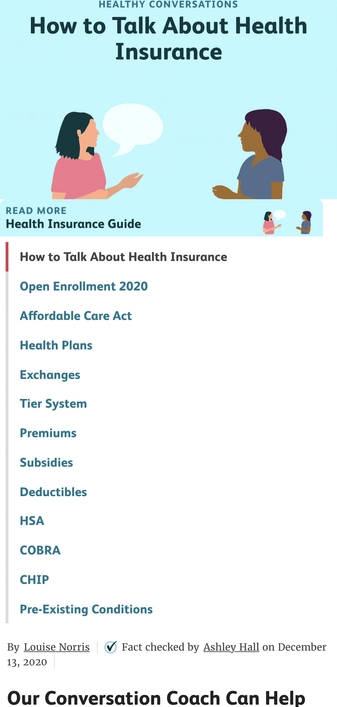 HEALTHY CONVERSATIONS
How to Talk About Health
Insurance
READ MORE
Health Insurance Guide
How to Talk About Health Insurance
Open Enrollment 2020
Affordable Care Act
Health Plans
Exchanges
Tier System
Premiums
Subsidies
Deductibles
HSA
COBRA
CHIP
Pre-Existing Conditions
By Louise Norris Fact checked by Ashley Hall on December
13, 2020
Our Conversation Coach Can Help